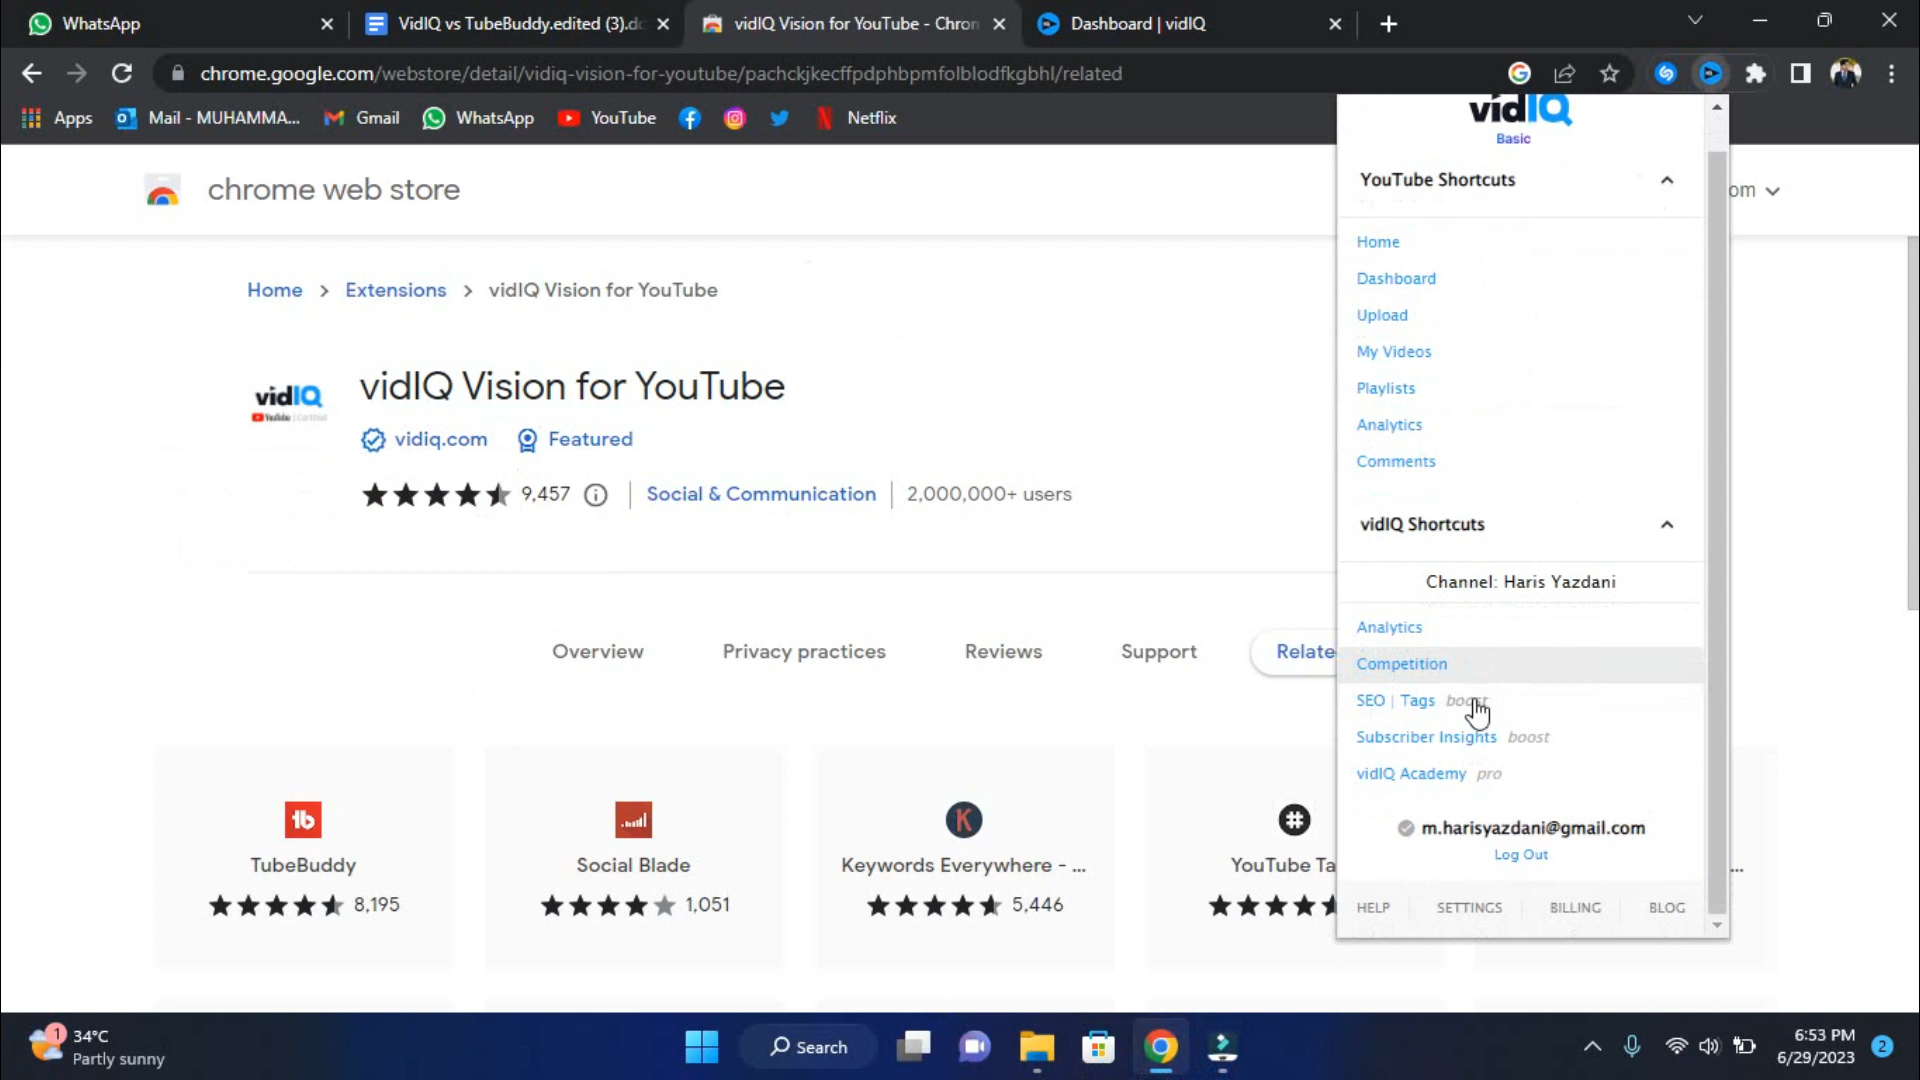 WhatsApp
VidIQ vs TubeBuddy.edited (3).d
vidIQ Vision for YouTube - Chron
Dashboard | vidIQ
chrome.google.com/webstore/detail/vidiq-vision-for-youtube/pachckjkecffpdphbpmfolblodfkgbhl/related
Apps
Mail - MUHAMMA...
Gmail
WhatsApp
YouTube
Netflix
chrome web store
om
Home > Extensions > vidIQ Vision for YouTube
vidIQ
vidIQ Vision for YouTube
vidiq.com
Featured
9,457
Social & Communication
2,000,000+ users
Overview
Privacy practices
Reviews
Support
Relate
TubeBuddy
8,195
Social Blade
1,051
Keywords Everywhere - ...
5,446
YouTube Ta
...
vidIQ
Basic
YouTube Shortcuts
Home
Dashboard
Upload
My Videos
Playlists
Analytics
Comments
vidIQ Shortcuts
Channel: Haris Yazdani
Analytics
Competition
SEO | Tags boost
Subscriber Insights boost
vidIQ Academy pro
m.harisyazdani@gmail.com
Log Out
HELP
SETTINGS
BILLING
BLOG
1
34°C
Partly sunny
Search
6:53 PM
6/29/2023
2